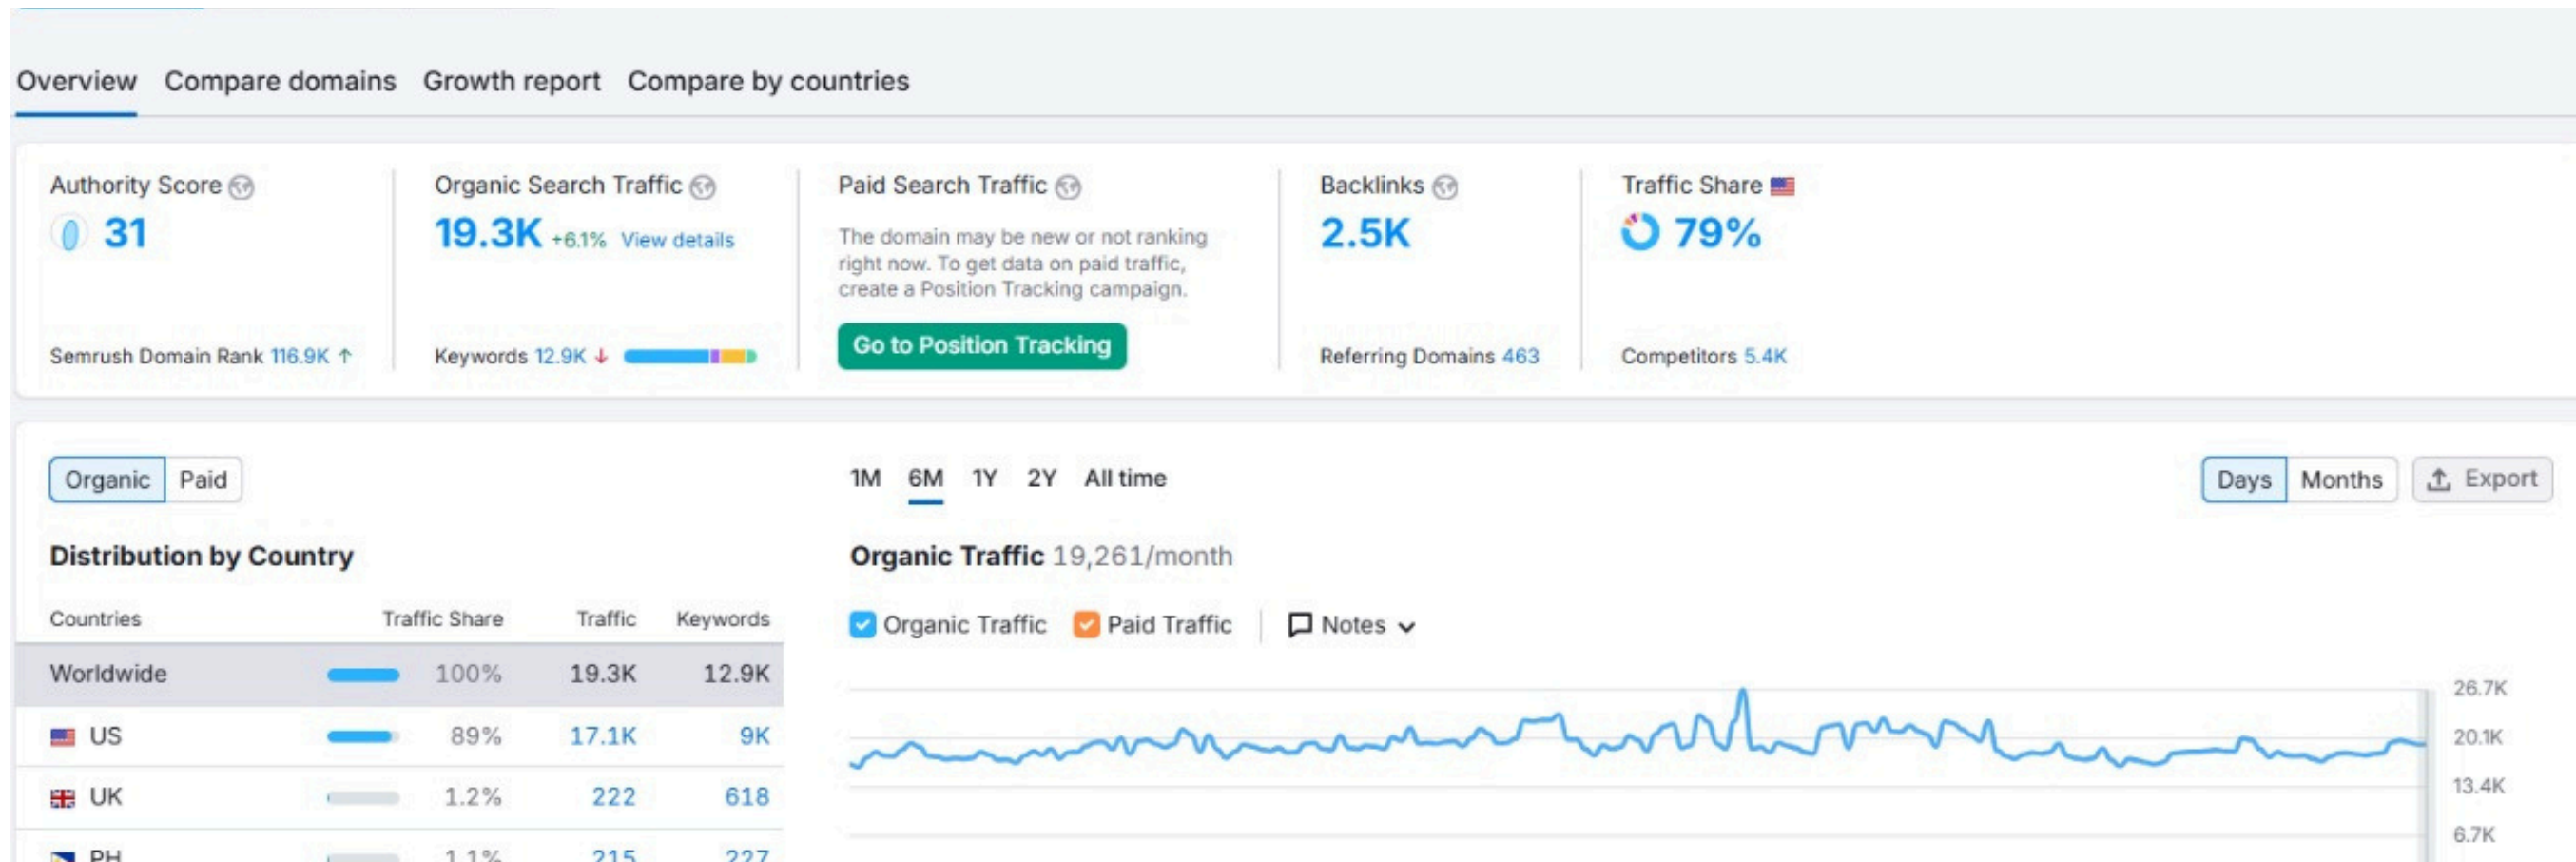 Overview Compare domains Growth report Compare by countries
Authority Score
31
Semrush Domain Rank 116.9K ↑
Organic Search Traffic
19.3K +6.1% View details
Keywords 12.9K ↓
Paid Search Traffic
The domain may be new or not ranking
right now. To get data on paid traffic,
create a Position Tracking campaign.
Go to Position Tracking
Backlinks
2.5K
Referring Domains 463
Traffic Share
79%
Competitors 5.4K
Organic Paid
Distribution by Country
Countries Traffic Share Traffic Keywords
Worldwide 100% 19.3K 12.9K
US 89% 17.1K 9K
UK 1.2% 222 618
PH 1.1% 215 227
1M 6M 1Y 2Y All time
Days Months Export
Organic Traffic 19,261/month
Organic Traffic Paid Traffic Notes
26.7K
20.1K
13.4K
6.7K